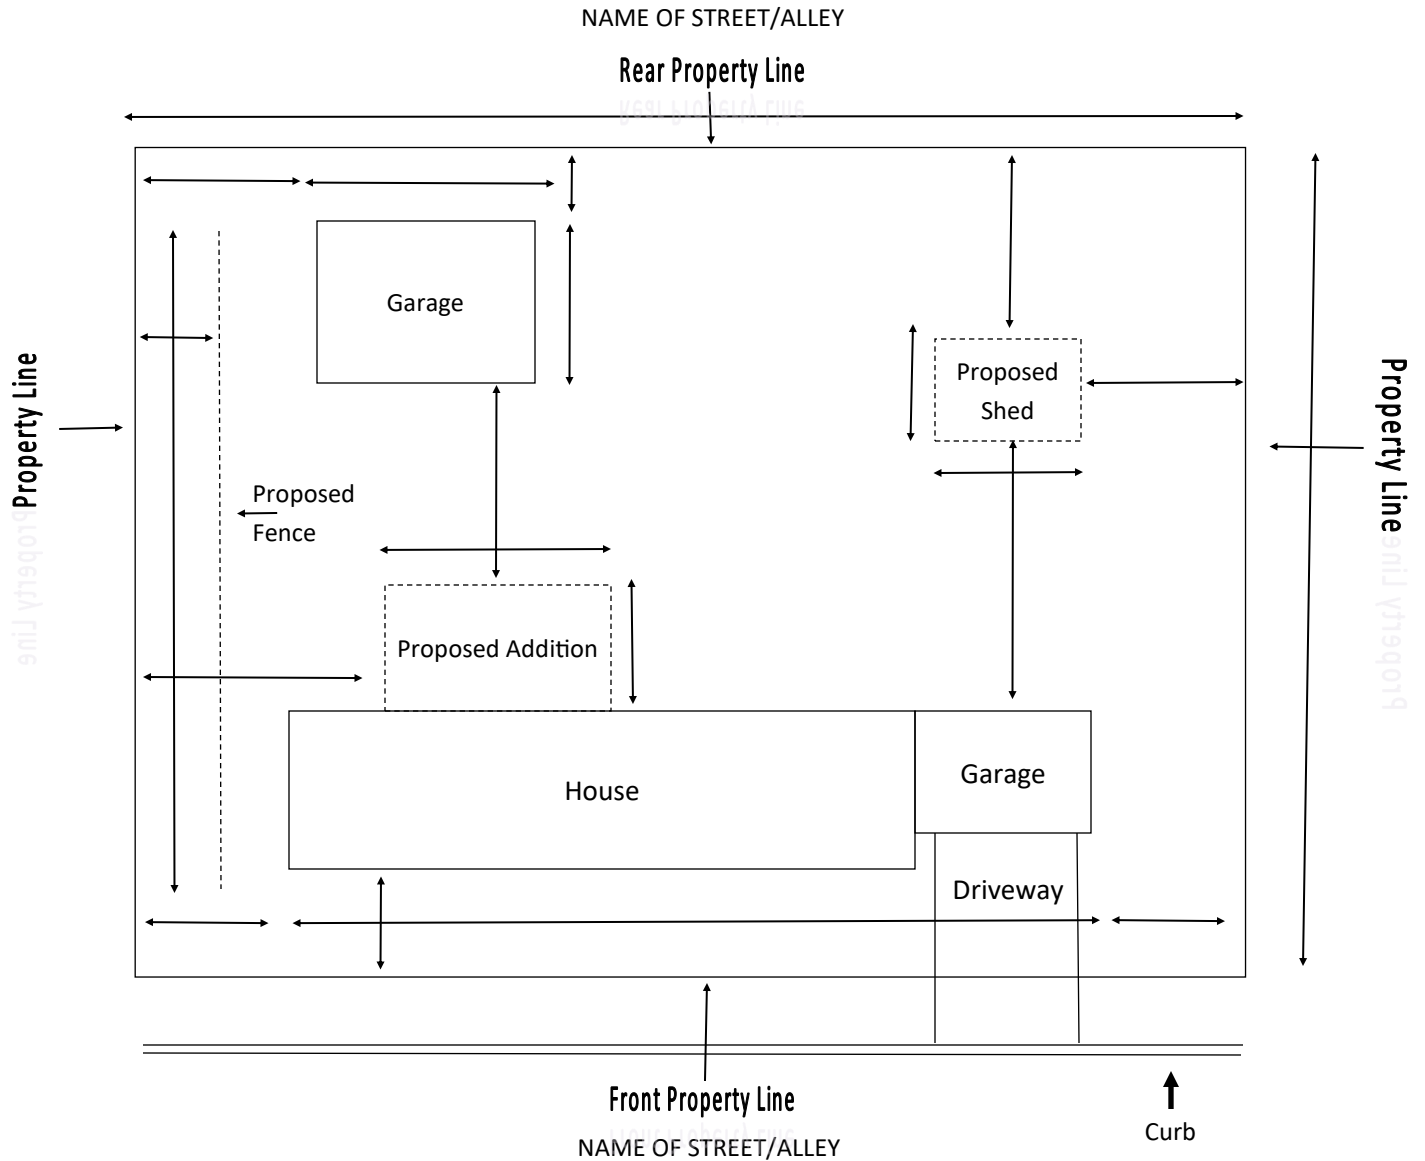 NAME OF STREET/ALLEY
Rear Property Line
Garage
Proposed
Shed
Property Line
Property Line
Proposed
Fence
Proposed Addition
House
Garage
Driveway
Front Property Line
NAME OF STREET/ALLEY
Curb